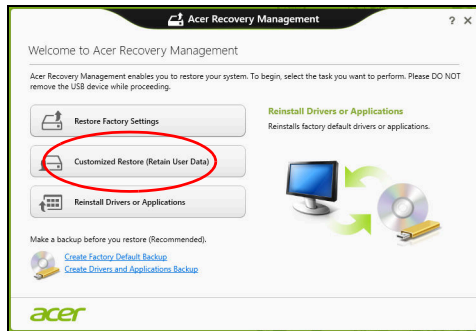 Acer Recovery Management
? X
Welcome to Acer Recovery Management
Acer Recovery Management enables you to restore your system. To begin, select the task you want to perform. Please DO NOT
remove the USB device while proceeding.
Restore Factory Settings
Customized Restore (Retain User Data)
Reinstall Drivers or Applications
Reinstall Drivers or Applications
Reinstalls factory default drivers or applications.
Make a backup before you restore (Recommended).
Create Factory Default Backup
Create Drivers and Applications Backup
acer